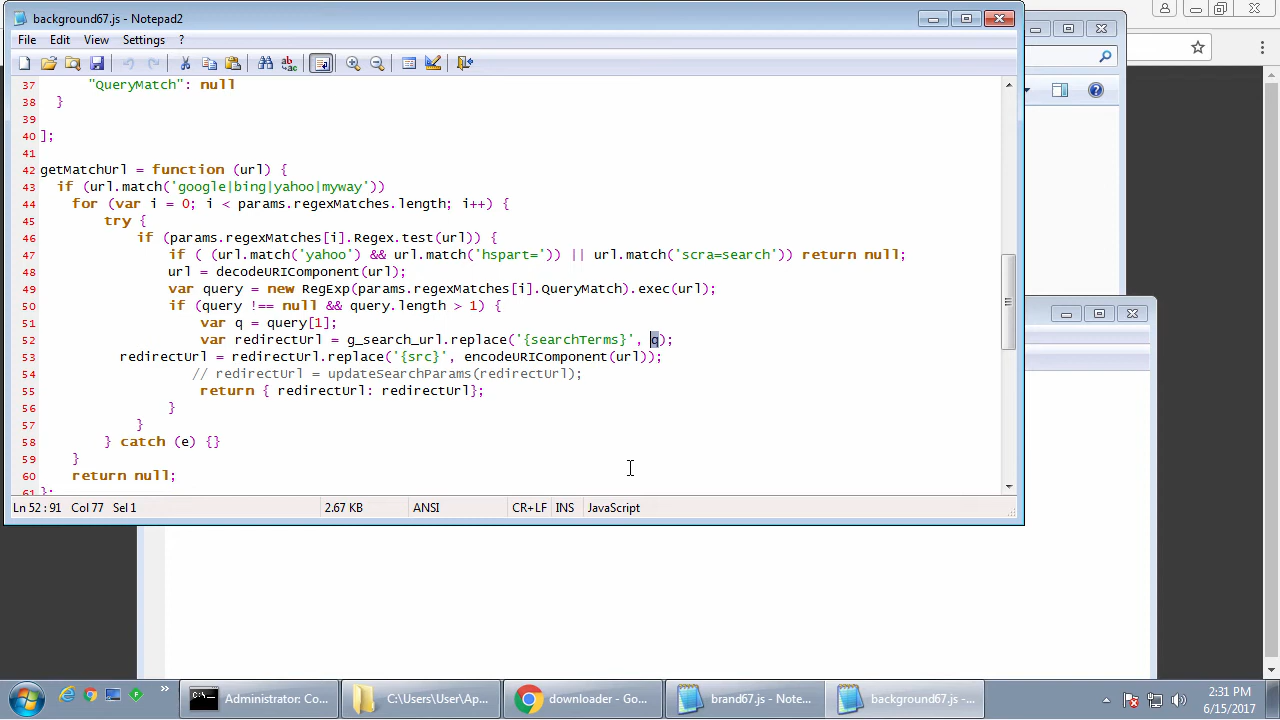 background67.js - Notepad2
File Edit View Settings ?
37 "QueryMatch": null
38 }
39
40 ];
41
42 getMatchUrl = function (url) {
43 if (url.match('google|bing|yahoo|myway'))
44 for (var i = 0; i < params.regexMatches.length; i++) {
45 try {
46 if (params.regexMatches[i].Regex.test(url)) {
47 if ( (url.match('yahoo') && url.match('hspart=')) || url.match('scra=search')) return null;
48 url = decodeURIComponent(url);
49 var query = new RegExp(params.regexMatches[i].QueryMatch).exec(url);
50 if (query !== null && query.length > 1) {
51 var q = query[1];
52 var redirectUrl = g_search_url.replace('{searchTerms}', q);
53 redirectUrl = redirectUrl.replace('{src}', encodeURIComponent(url));
54 // redirectUrl = updateSearchParams(redirectUrl);
55 return { redirectUrl: redirectUrl};
56 }
57 }
58 } catch (e) {}
59 }
60 return null;
61 };
Ln 52 : 91 Col 77 Sel 1 2.67 KB ANSI CR+LF INS JavaScript
Administrator: Co... C:\Users\User\Ap... downloader - Go... brand67.js - Note... background67.js -... 2:31 PM
6/15/2017